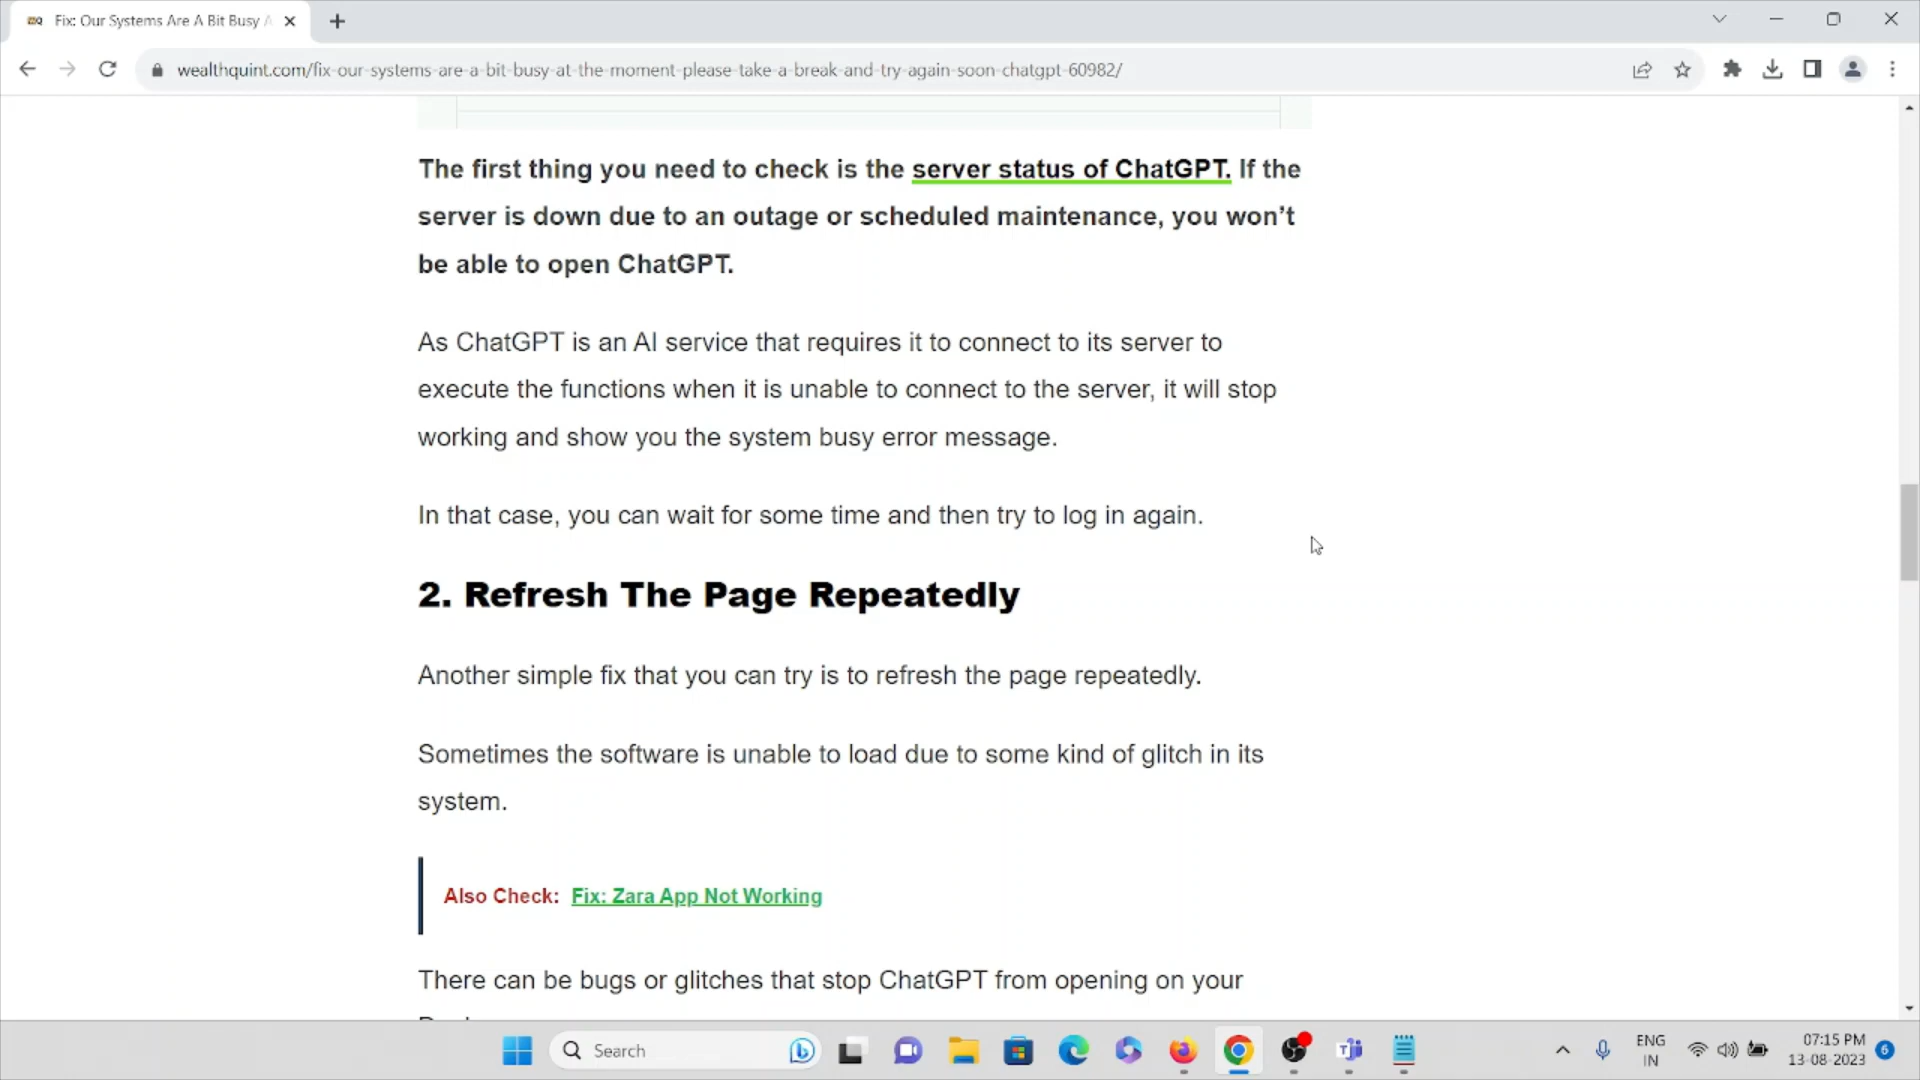 Fix: Our Systems Are A Bit Busy A
wealthquint.com/fix-our-systems-are-a-bit-busy-at-the-moment-please-take-a-break-and-try-again-soon-chatgpt-60982/
The first thing you need to check is the server status of ChatGPT. If the
server is down due to an outage or scheduled maintenance, you won’t
be able to open ChatGPT.
As ChatGPT is an AI service that requires it to connect to its server to
execute the functions when it is unable to connect to the server, it will stop
working and show you the system busy error message.
In that case, you can wait for some time and then try to log in again.
2. Refresh The Page Repeatedly
Another simple fix that you can try is to refresh the page repeatedly.
Sometimes the software is unable to load due to some kind of glitch in its
system.
Also Check: Fix: Zara App Not Working
There can be bugs or glitches that stop ChatGPT from opening on your
Search
ENG
IN
07:15 PM
13-08-2023
6